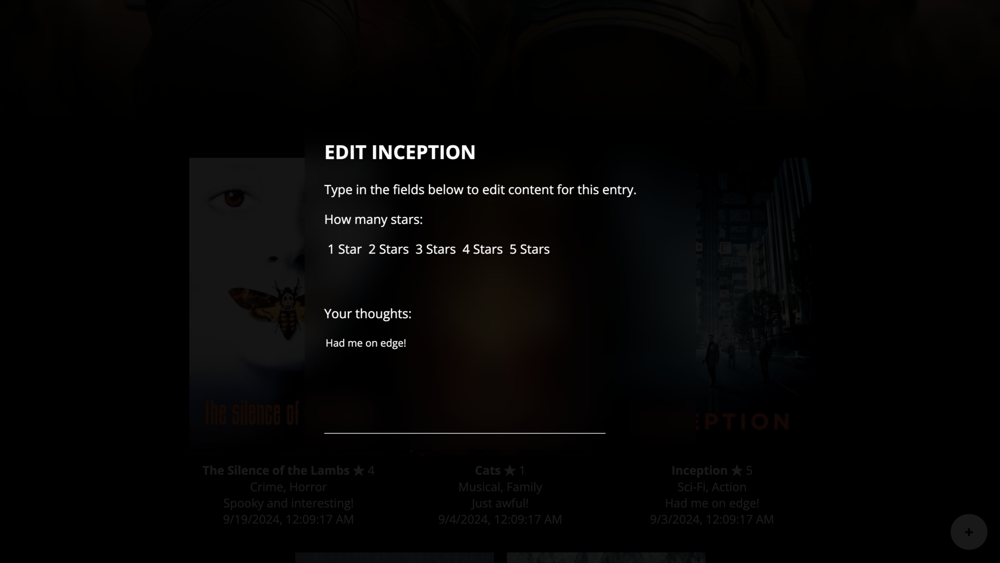 EDIT INCEPTION
Type in the fields below to edit content for this entry.
How many stars:
1 Star 2 Stars 3 Stars 4 Stars 5 Stars
Your thoughts:
Had me on edge!
the silence of
EPTION
The Silence of the Lambs ★ 4
Crime, Horror
Spooky and interesting!
9/19/2024, 12:09:17 AM
Cats ★ 1
Musical, Family
Just awful!
9/4/2024, 12:09:17 AM
Inception ★ 5
Sci-Fi, Action
Had me on edge!
9/3/2024, 12:09:17 AM
+